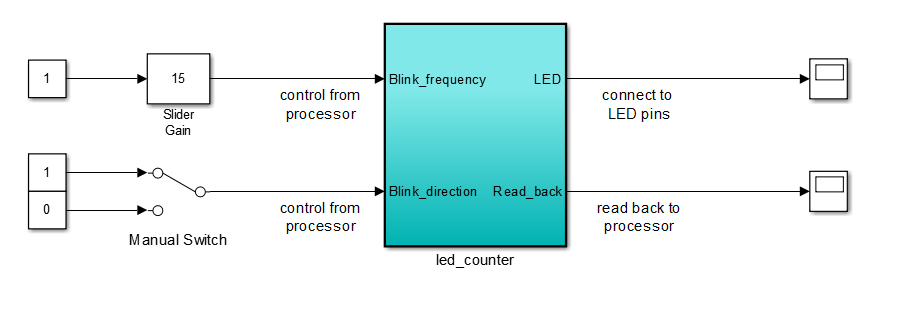 1
15
Slider
Gain
Blink_frequency
LED
control from
processor
connect to
LED pins
1
0
Manual Switch
Blink_direction
Read_back
control from
processor
read back to
processor
led_counter